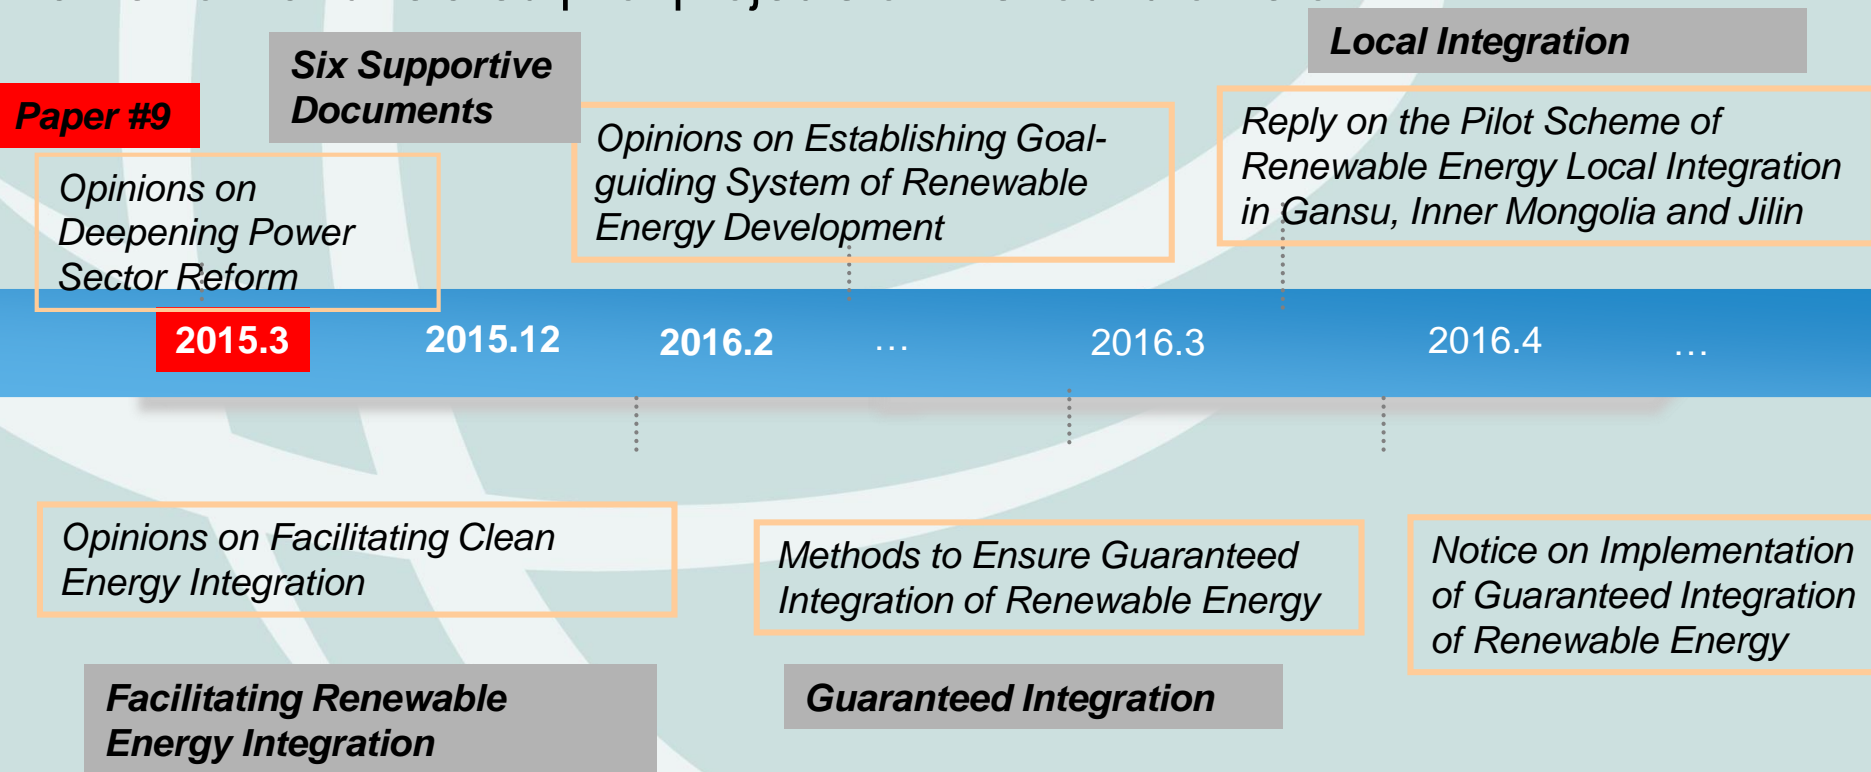 Six Supportive
Documents
Local Integration
Paper #9
Opinions on
Deepening Power
Sector Reform
Opinions on Establishing Goal-
guiding System of Renewable
Energy Development
Reply on the Pilot Scheme of
Renewable Energy Local Integration
in Gansu, Inner Mongolia and Jilin
2015.3
2015.12
2016.2
...
2016.3
2016.4
...
Opinions on Facilitating Clean
Energy Integration
Methods to Ensure Guaranteed
Integration of Renewable Energy
Notice on Implementation
of Guaranteed Integration
of Renewable Energy
Facilitating Renewable
Energy Integration
Guaranteed Integration